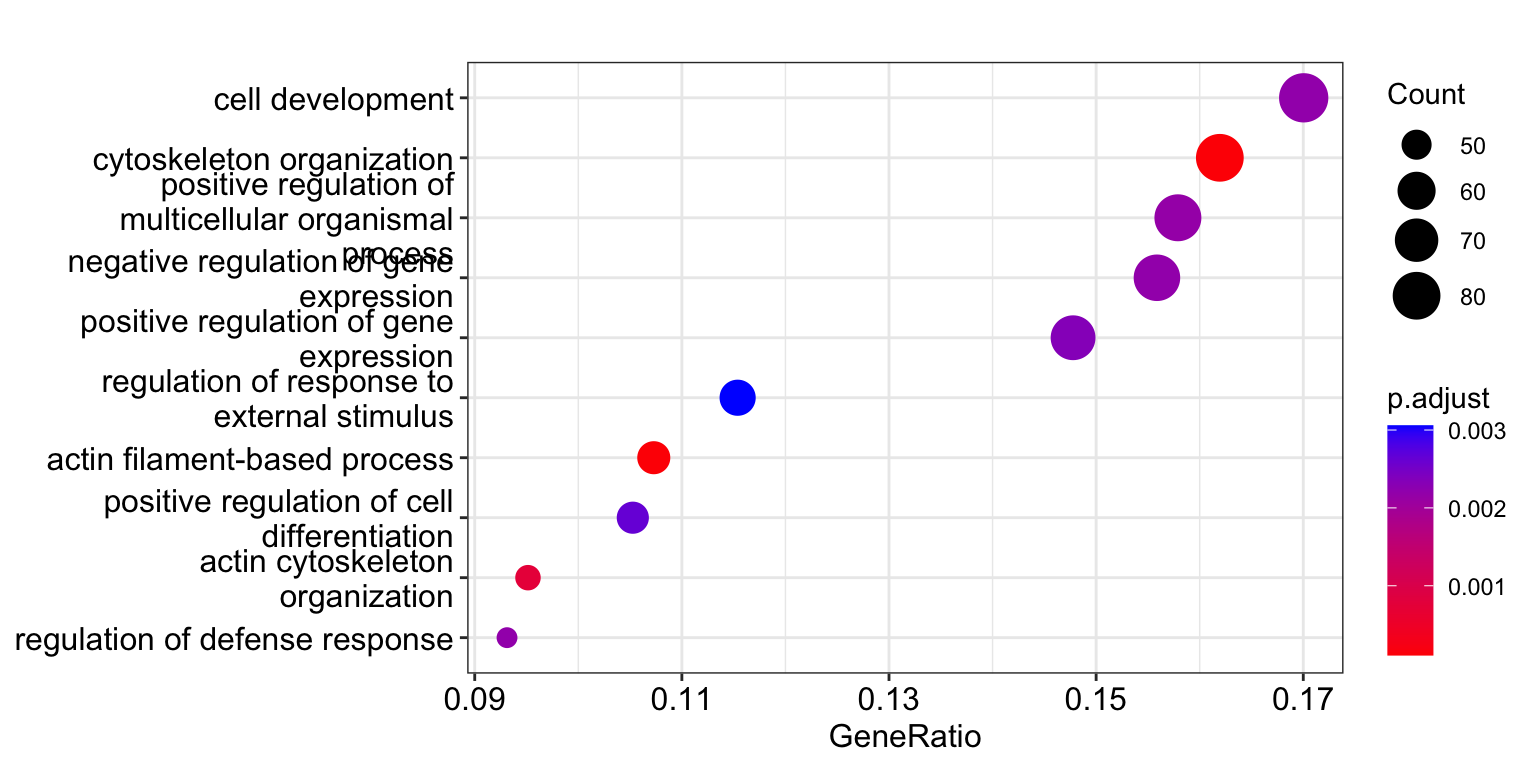 cell development
cytoskeleton organization
positive regulation of
multicellular organismal
process
negative regulation of gene
expression
positive regulation of gene
expression
regulation of response to
external stimulus
actin filament-based process
positive regulation of cell
differentiation
actin cytoskeleton
organization
regulation of defense response
0.09
0.11
0.13
0.15
0.17
GeneRatio
Count
50
60
70
80
p.adjust
0.003
0.002
0.001